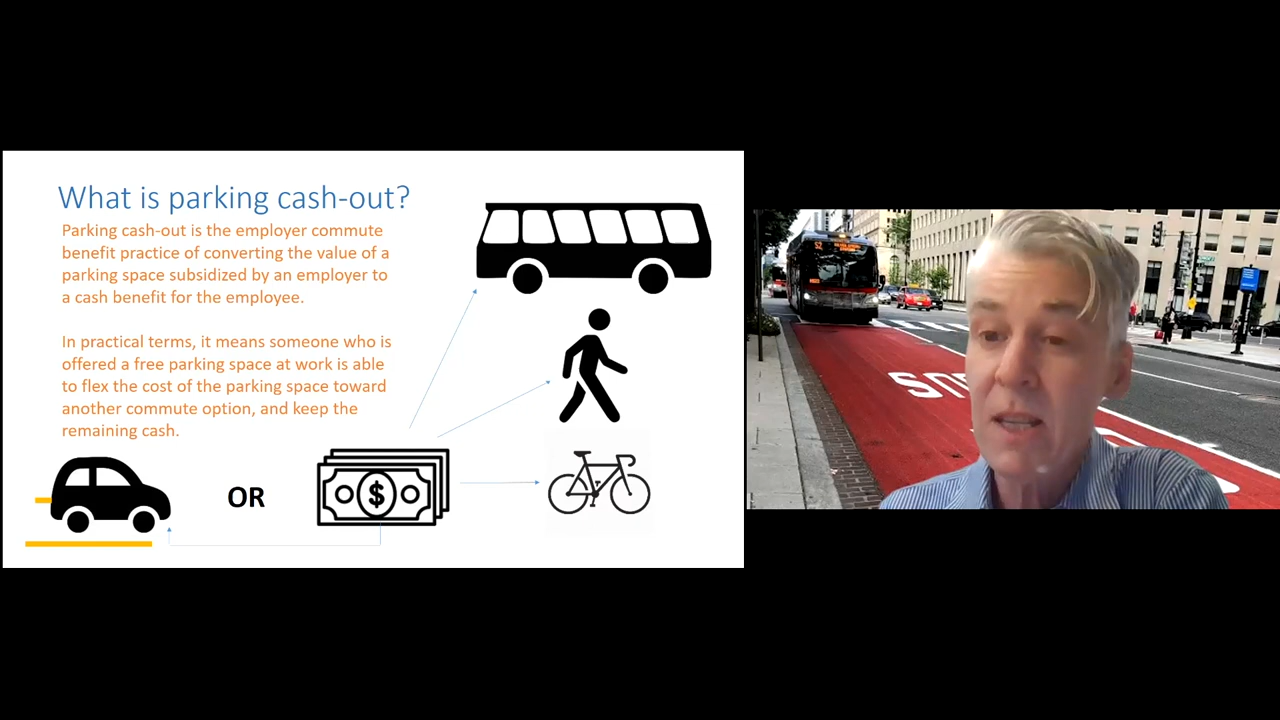 What is parking cash-out?
Parking cash-out is the employer commute
benefit practice of converting the value of a
parking space subsidized by an employer to
a cash benefit for the employee.
In practical terms, it means someone who is
offered a free parking space at work is able
to flex the cost of the parking space toward
another commute option, and keep the
remaining cash.
OR
$
S2
BUS